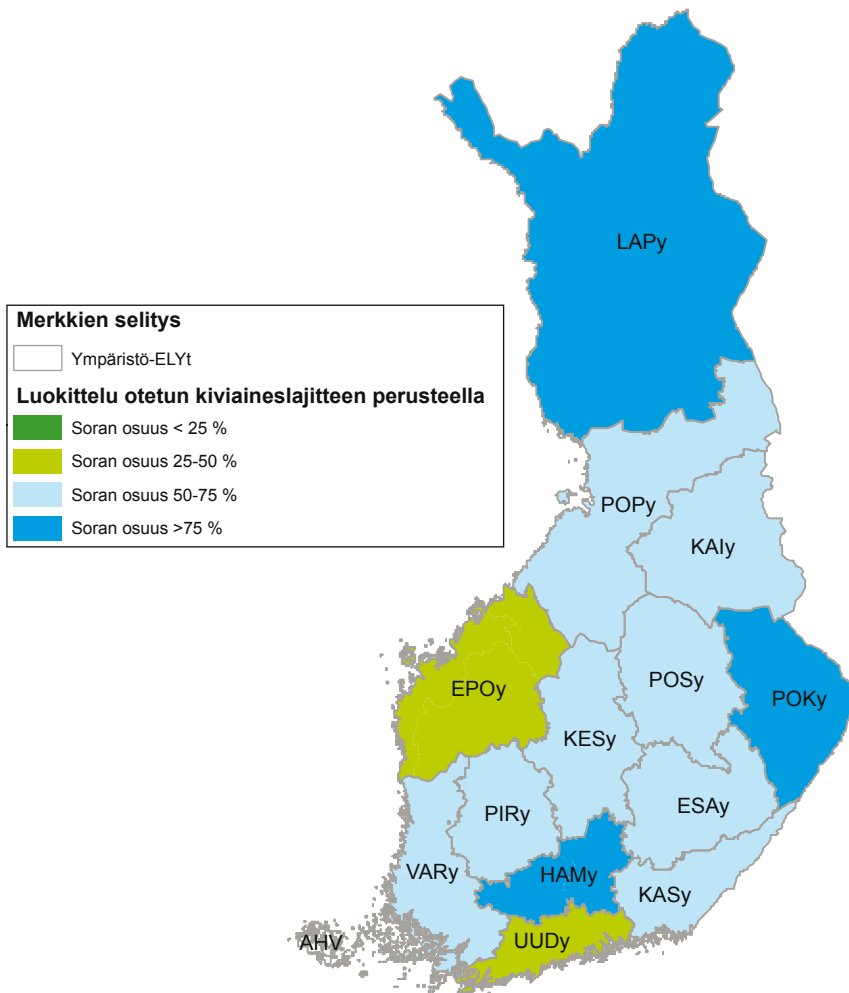 LAPy
Merkkien selitys
Ympäristö-ELYt
Luokittelu otetun kiviaineslajitteen perusteella
Soran osuus < 25 %
Soran osuus 25-50 %
Soran osuus 50-75 %
Soran osuus >75 %
POPy
KAIy
EPOy
POSy
POKy
KESy
ESAy
PIRy
VARy
HAMy
KASy
AHV
UUDy